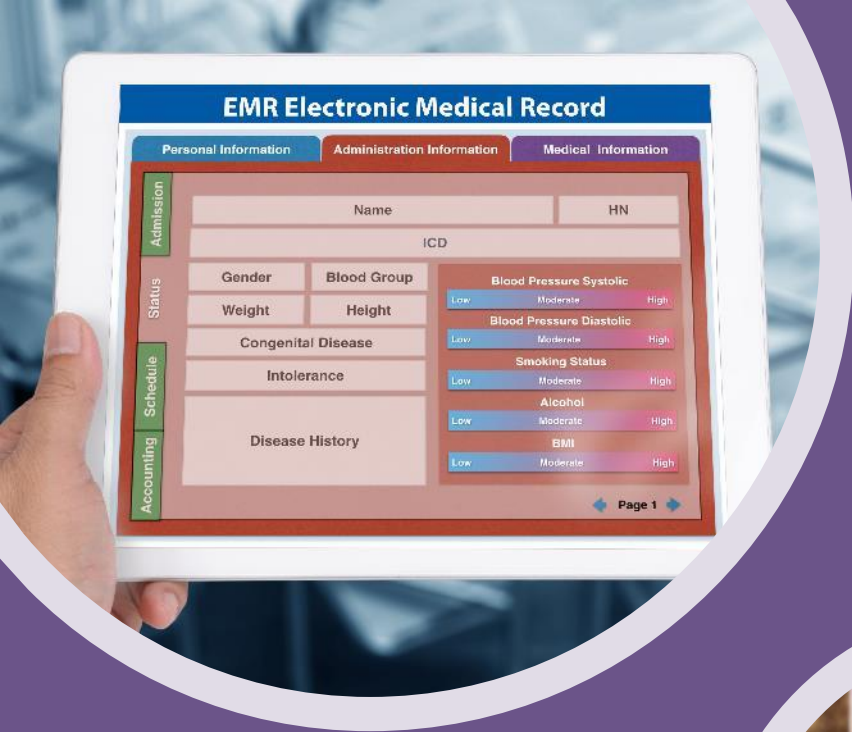 EMR Electronic Medical Record
Personal Information Administration Information Medical Information
Admission
Status
Schedule
Accounting
Name HN
ICD
Gender Blood Group
Weight Height
Congenital Disease
Intolerance
Disease History
Blood Pressure Systolic
Low Moderate High
Blood Pressure Diastolic
Low Moderate High
Smoking Status
Low Moderate High
Alcohol
Low Moderate High
BMI
Low Moderate High
Page 1